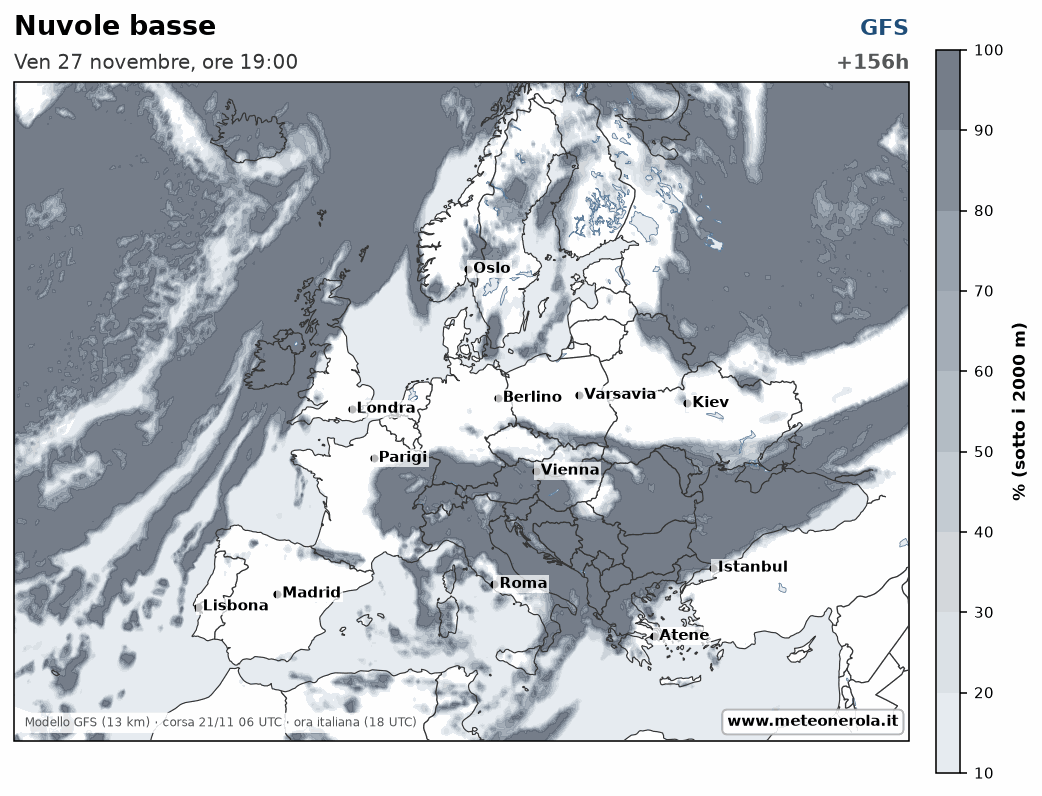 Nuvole basse
GFS
Ven 27 novembre, ore 19:00
+156h
100
90
80
70
60
50
40
30
20
10
% (sotto i 2000 m)
Oslo
Berlino
Varsavia
Kiev
Londra
Parigi
Vienna
Istanbul
Roma
Madrid
Lisbona
Atene
Modello GFS (13 km) · corsa 21/11 06 UTC · ora italiana (18 UTC)
www.meteonerola.it